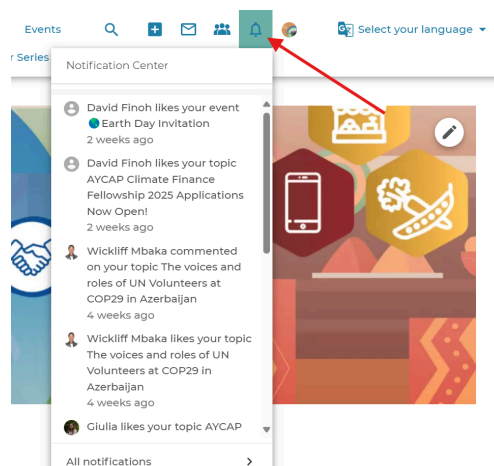 Events
Select your language
r Series
Notification Center
David Finoh likes your event
🌎Earth Day Invitation
2 weeks ago
David Finoh likes your topic
AYCAP Climate Finance
Fellowship 2025 Applications
Now Open!
2 weeks ago
Wickliff Mbaka commented
on your topic The voices and
roles of UN Volunteers at
COP29 in Azerbaijan
4 weeks ago
Wickliff Mbaka likes your topic
The voices and roles of UN
Volunteers at COP29 in
Azerbaijan
4 weeks ago
Giulia likes your topic AYCAP
All notifications